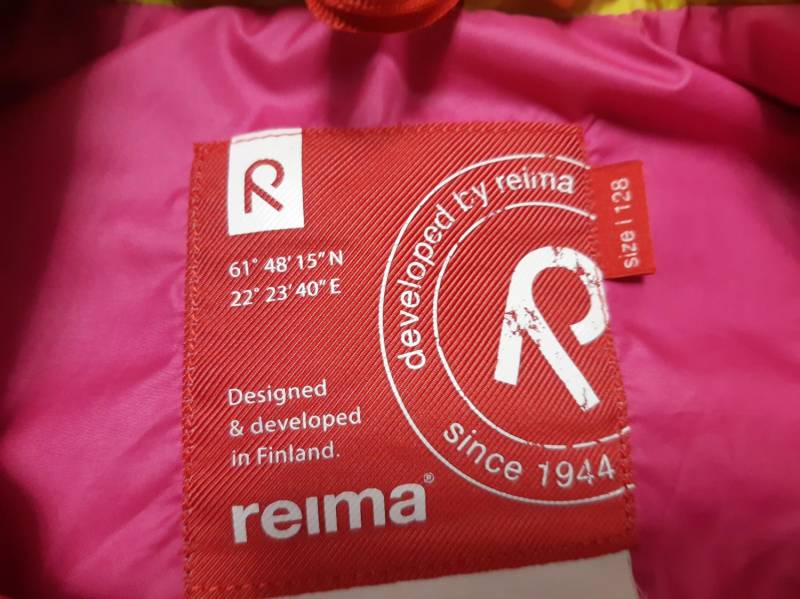 R
61° 48' 15" N
22° 23' 40" E
Designed
& developed
in Finland.
reima®
developed by reima
R
since 1944
size | 128